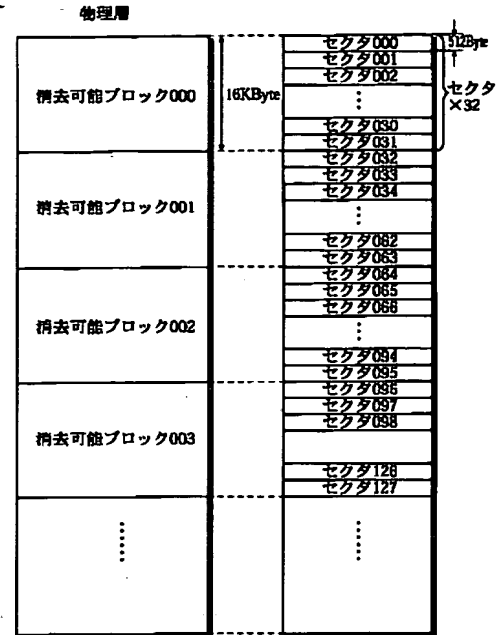 物理層
消去可能ブロック000
消去可能ブロック001
消去可能ブロック002
消去可能ブロック003
16KByte
セクタ000
セクタ001
セクタ002
セクタ030
セクタ031
セクタ032
セクタ033
セクタ034
セクタ062
セクタ063
セクタ064
セクタ065
セクタ066
セクタ094
セクタ095
セクタ096
セクタ097
セクタ098
セクタ126
セクタ127
512Byte
セクタ
×32